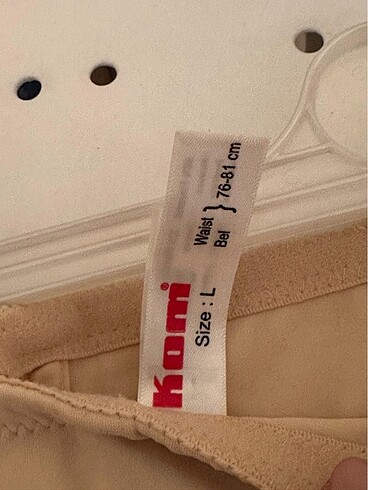 Kom®
Size : L
Waist
Bel
} 76-81 cm